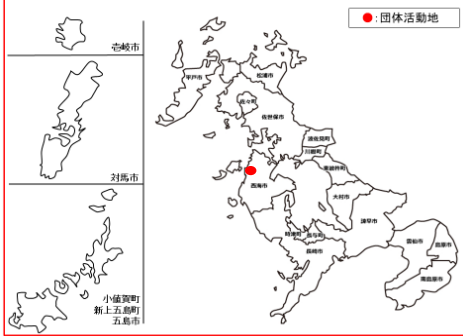 ●:団体活動地
壱岐市
対馬市
小値賀町
新上五島町
五島市
平戸市
松浦市
佐々町
佐世保市
波佐見町
川棚町
東彼杵町
西海市
大村市
諫早市
時津町
長与町
長崎市
雲仙市
島原市
南島原市